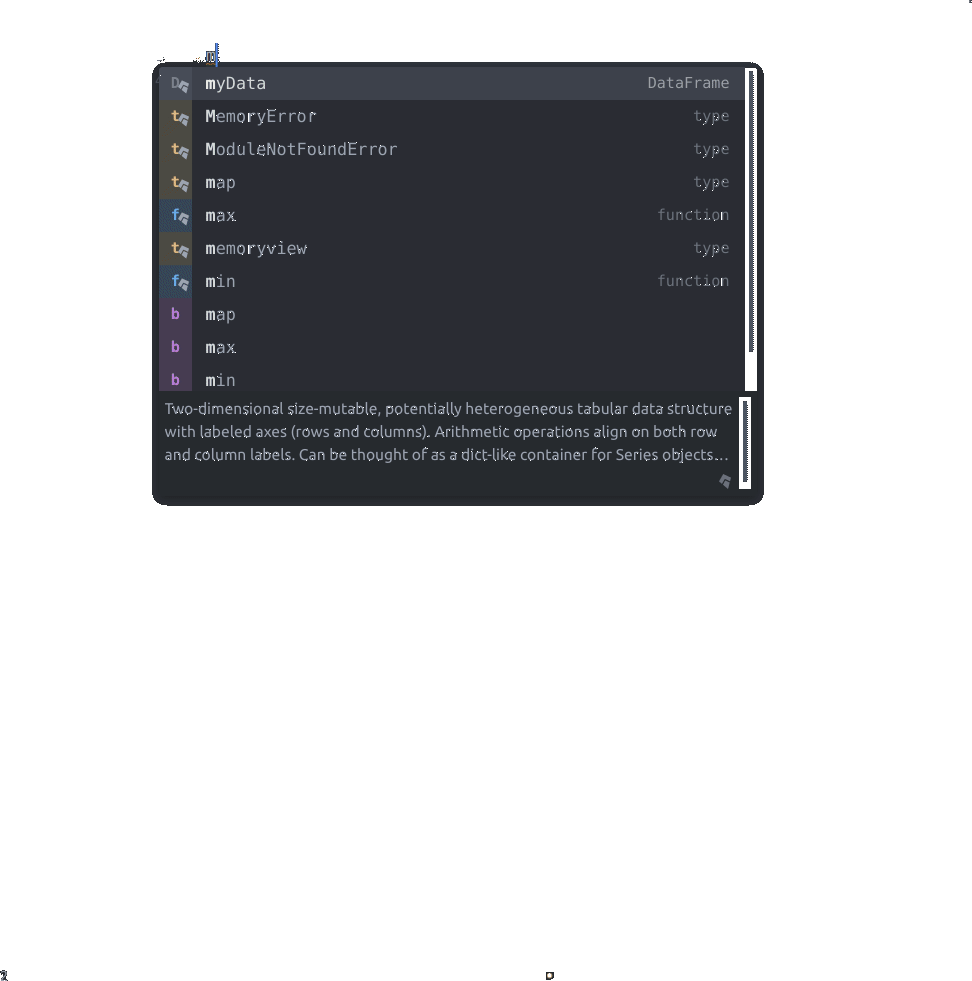 m
D myData DataFrame
t MemoryError type
t ModuleNotFoundError type
t map type
f max function
t memoryview type
f min function
b map
b max
b min
Two-dimensional size-mutable, potentially heterogeneous tabular data structure
with labeled axes (rows and columns). Arithmetic operations align on both row
and column labels. Can be thought of as a dict-like container for Series objects...